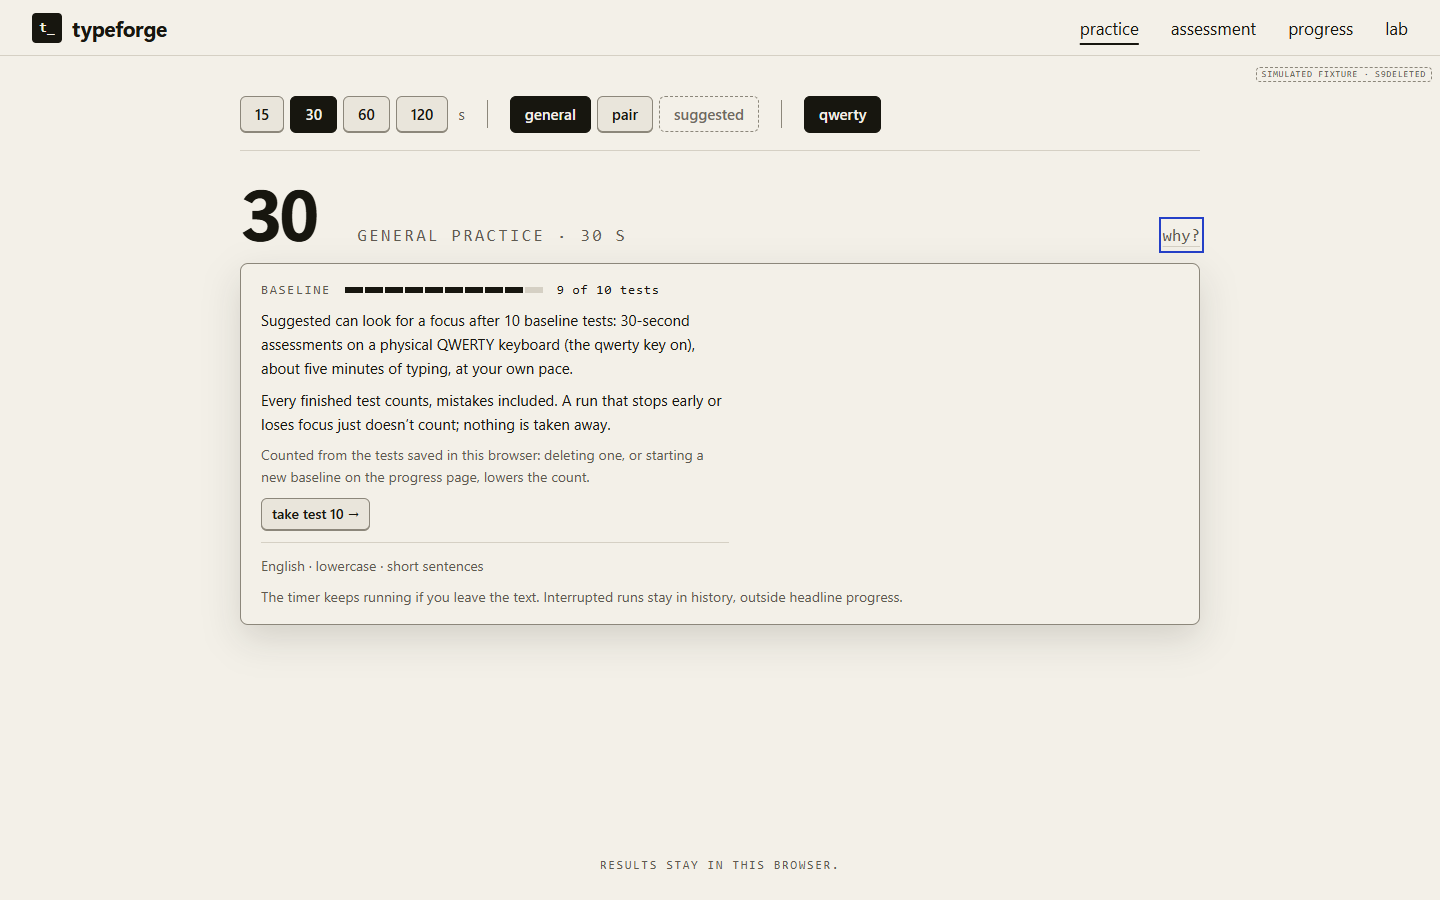 t_ typeforge
practice assessment progress lab
SIMULATED FIXTURE · S9DELETED
15 30 60 120 s general pair suggested qwerty
30 GENERAL PRACTICE · 30 S why?
BASELINE 9 of 10 tests
Suggested can look for a focus after 10 baseline tests: 30-second
assessments on a physical QWERTY keyboard (the qwerty key on),
about five minutes of typing, at your own pace.
Every finished test counts, mistakes included. A run that stops early or
loses focus just doesn’t count; nothing is taken away.
Counted from the tests saved in this browser: deleting one, or starting a
new baseline on the progress page, lowers the count.
take test 10 →
English · lowercase · short sentences
The timer keeps running if you leave the text. Interrupted runs stay in history, outside headline progress.
RESULTS STAY IN THIS BROWSER.